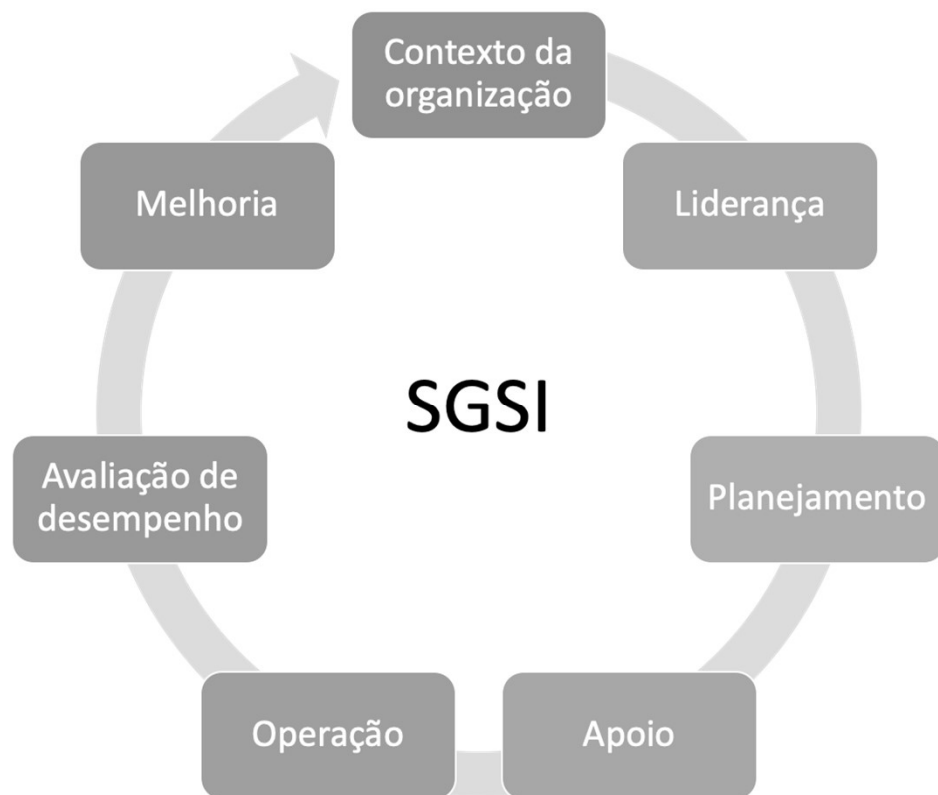 Contexto da
organização
Liderança
Planejamento
Apoio
Operação
Avaliação de
desempenho
Melhoria
SGSI